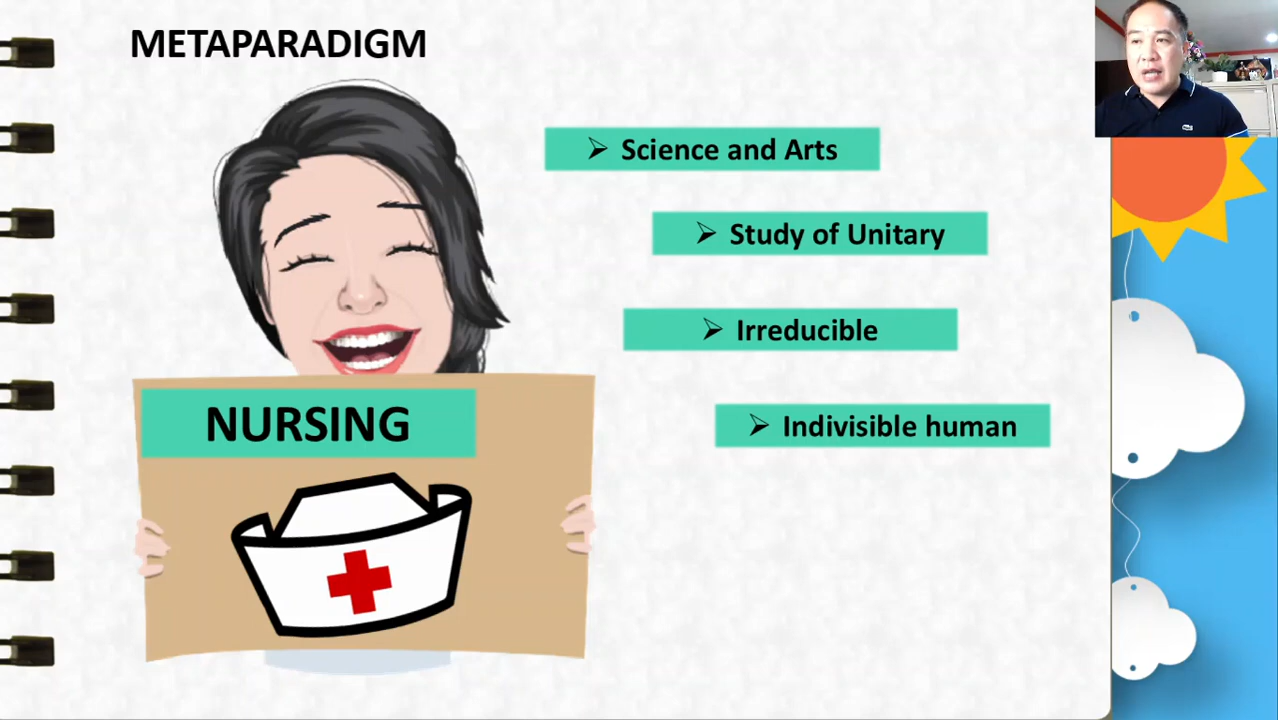 METAPARADIGM
➢ Science and Arts
➢ Study of Unitary
➢ Irreducible
➢ Indivisible human
NURSING